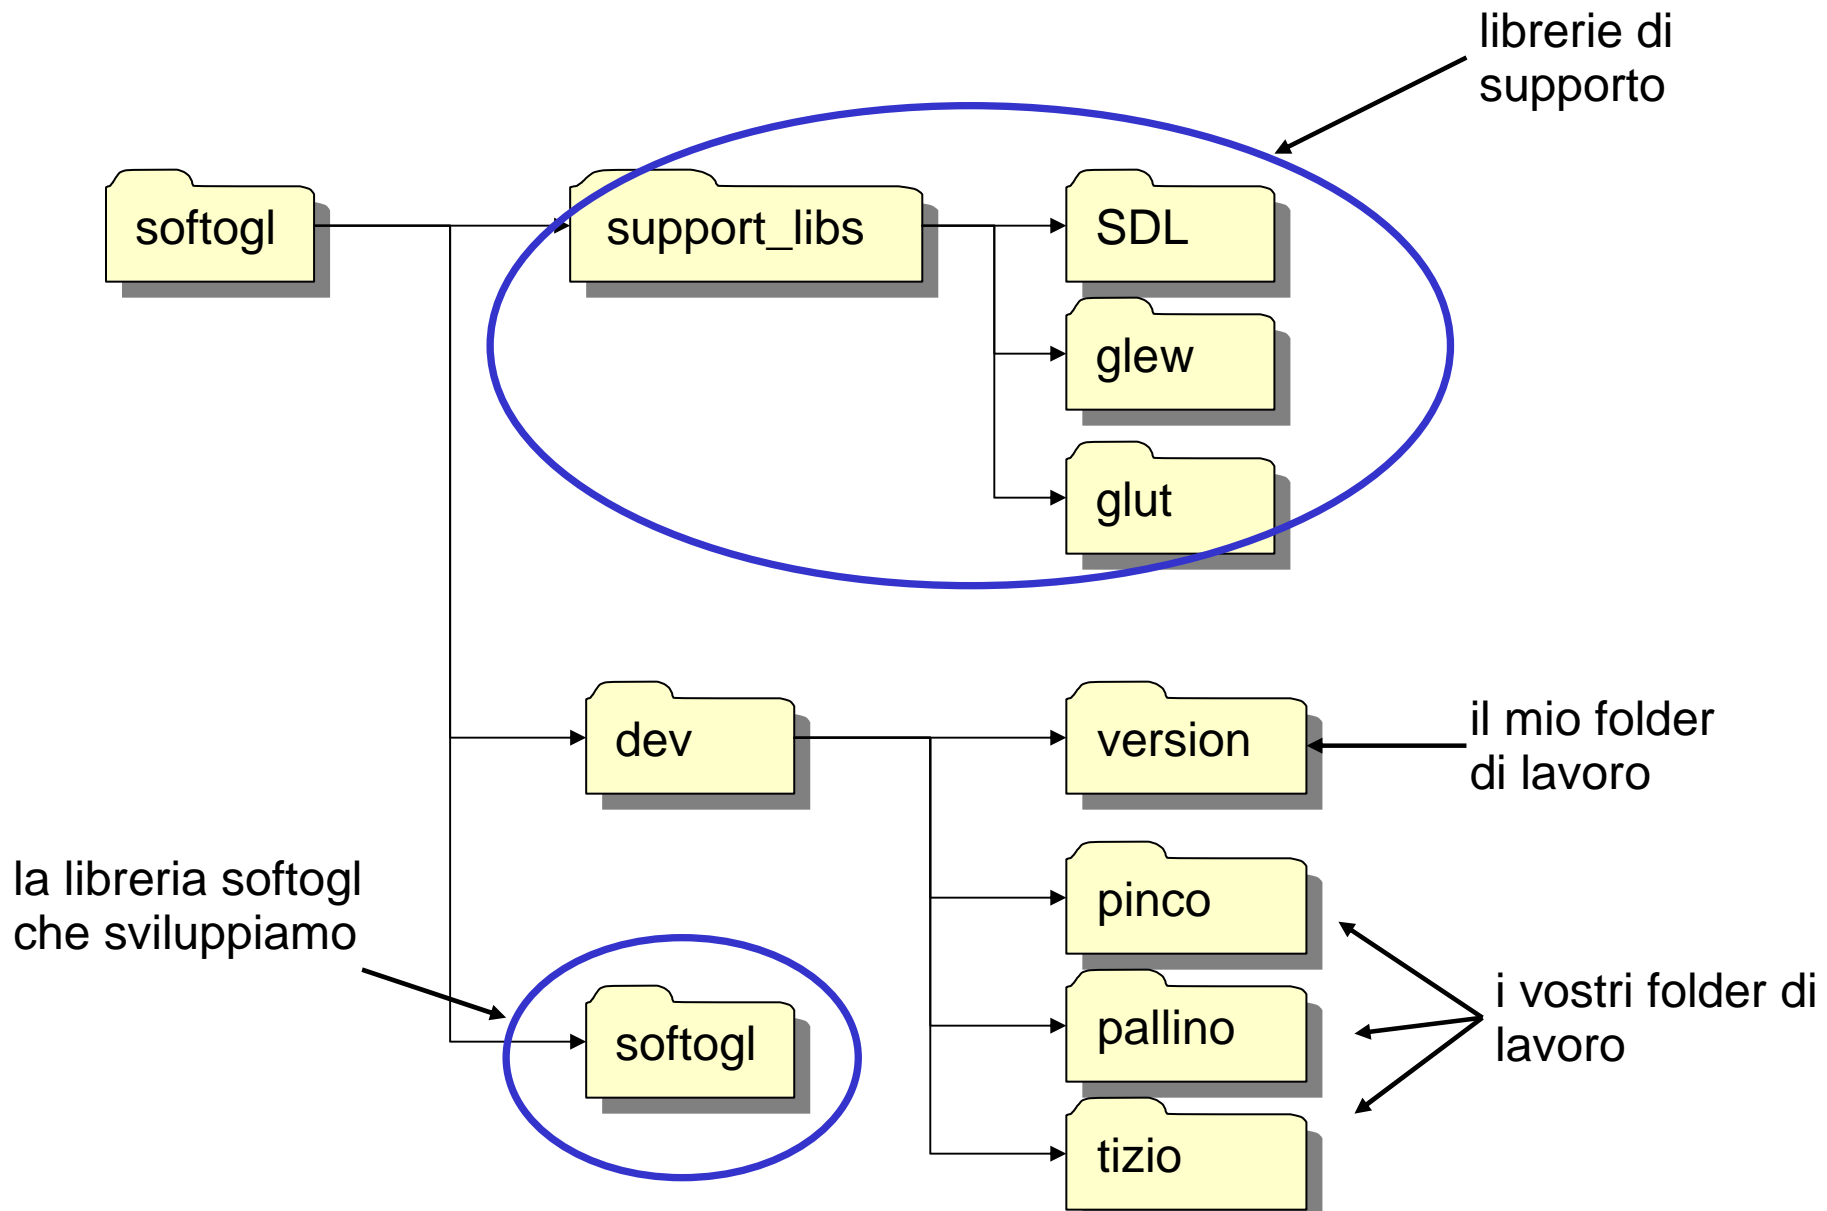 librerie di
supporto
softogl
support_libs
SDL
glew
glut
dev
version
il mio folder
di lavoro
la libreria softogl
che sviluppiamo
pinco
softogl
pallino
i vostri folder di
lavoro
tizio